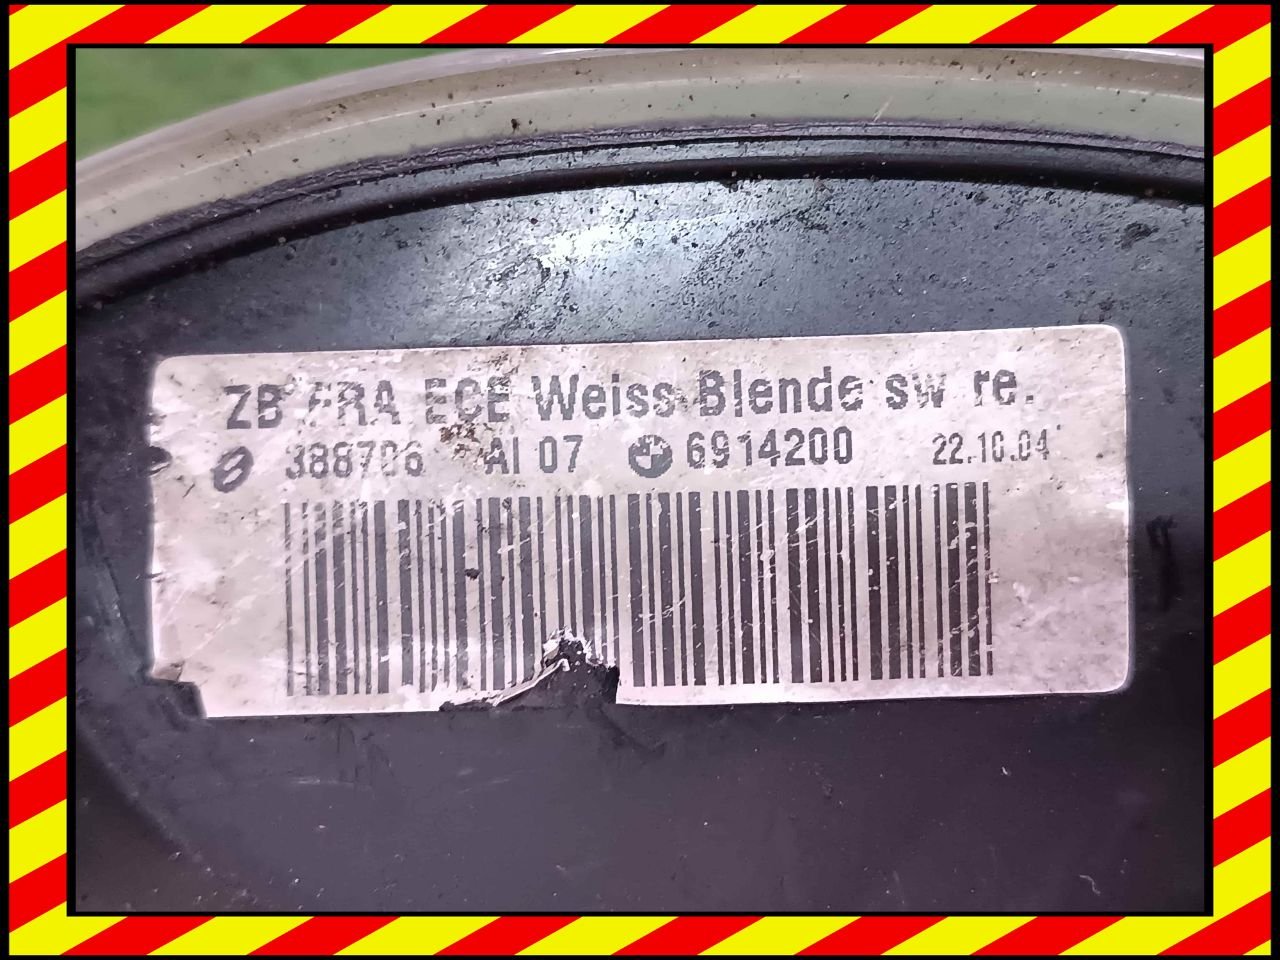 ZB FRA ECE Weiss Blende sw re.
388706 AI 07 6914200 22.10.04